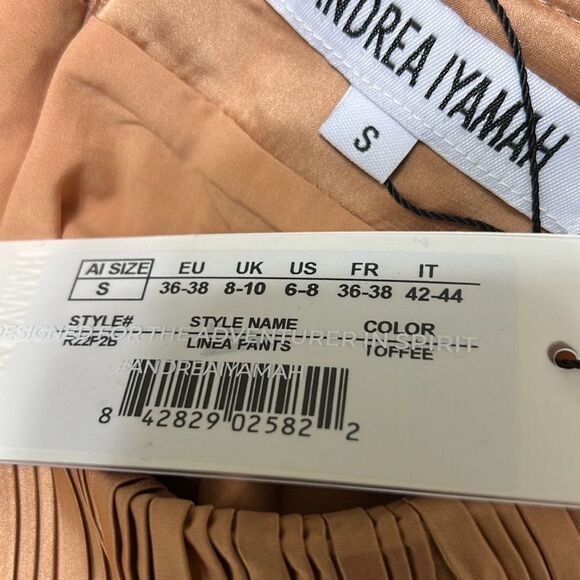 ANDREA IYAMAH
S
AI SIZE EU UK US FR IT
S 36-38 8-10 6-8 36-38 42-44
STYLE# STYLE NAME COLOR
LINEA PANTS TOFFEE
DESIGNED FOR THE ADVENTURER IN SPIRIT
#ANDREAIYAMAH
8 42829 02582 2